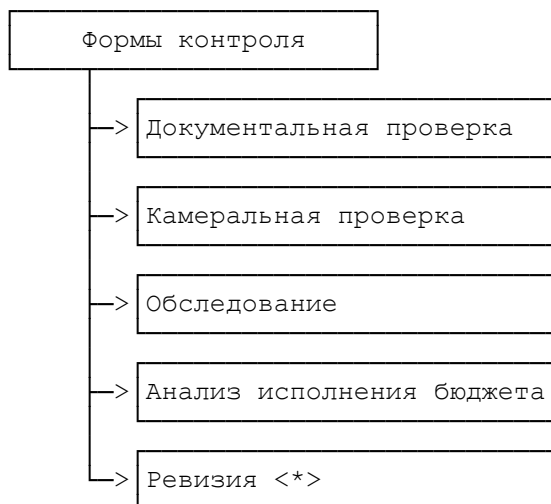 Формы контроля
Документальная проверка
Камеральная проверка
Обследование
Анализ исполнения бюджета
Ревизия <*>